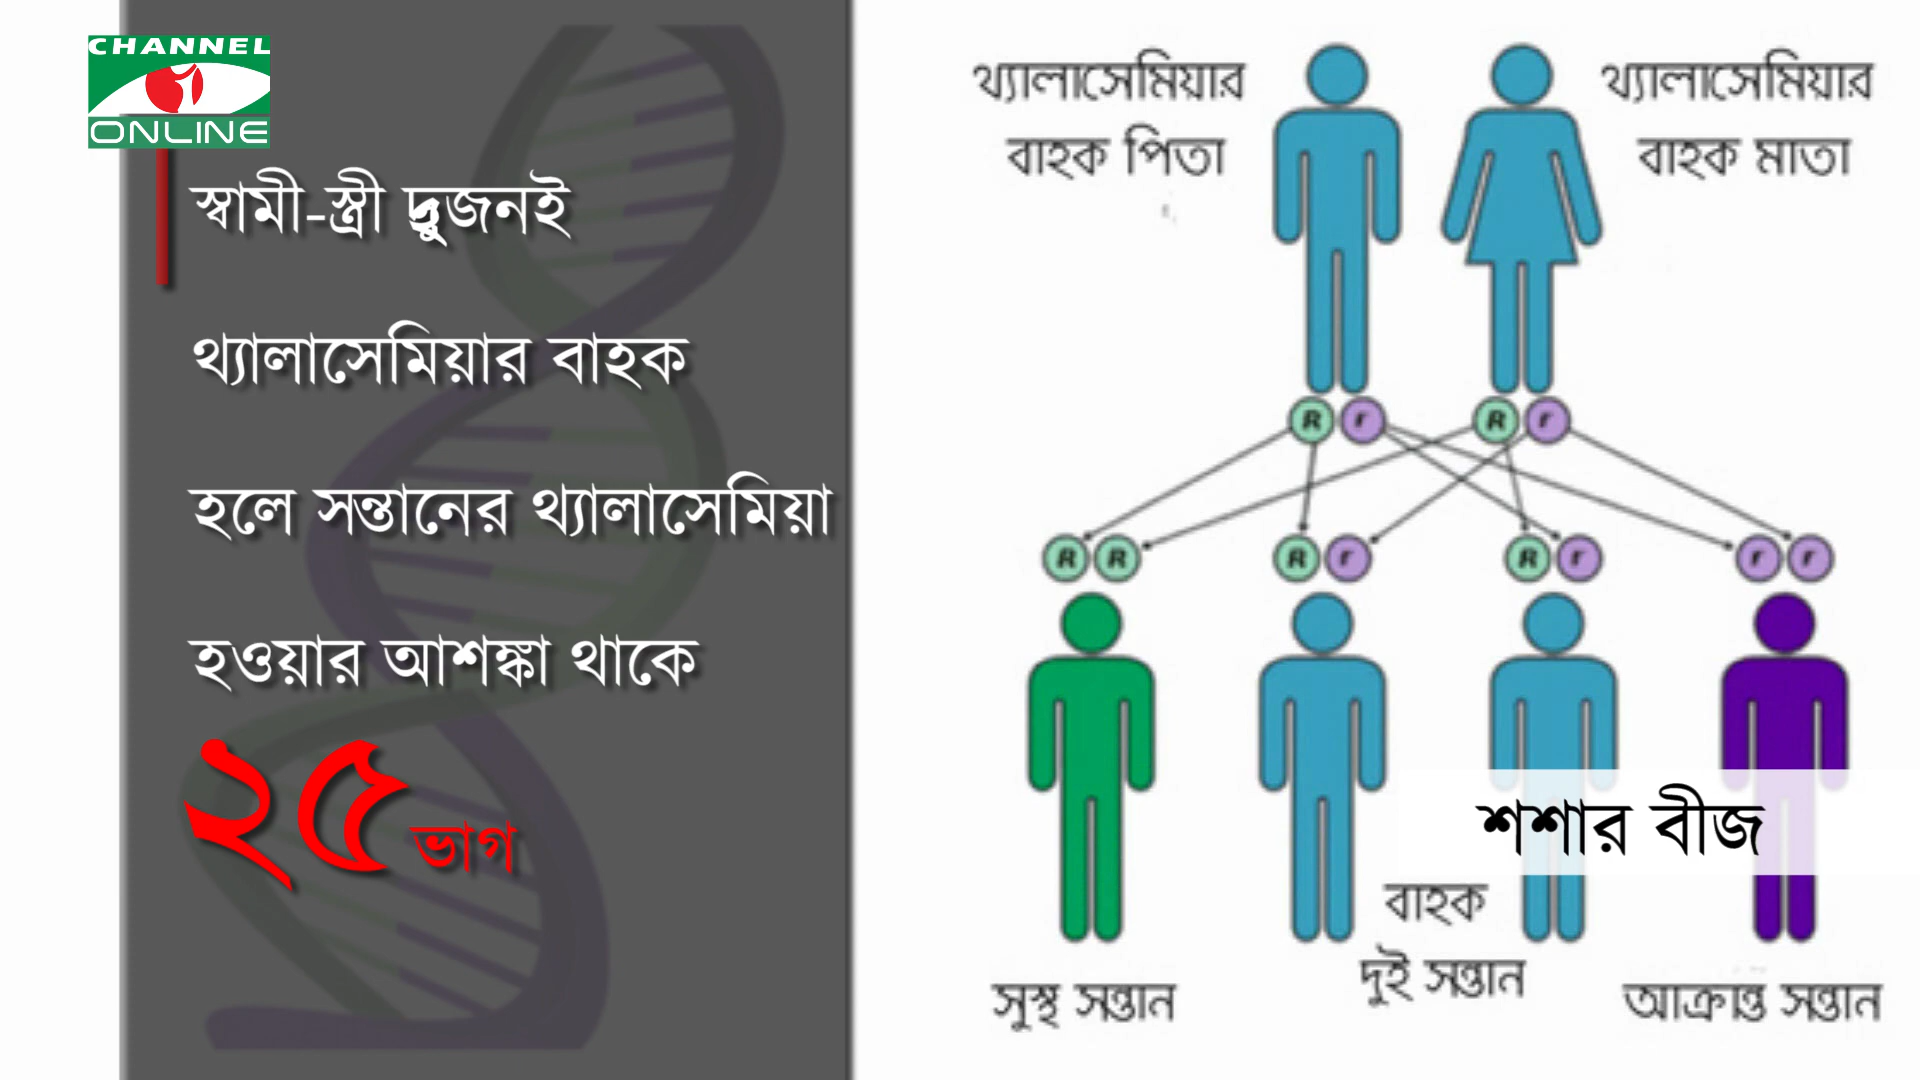 CHANNEL
ONLINE
স্বামী-স্ত্রী দুজনই
থ্যালাসেমিয়ার বাহক
হলে সন্তানের থ্যালাসেমিয়া
হওয়ার আশঙ্কা থাকে
২৫ ভাগ
থ্যালাসেমিয়ার
বাহক পিতা
থ্যালাসেমিয়ার
বাহক মাতা
R r R r
R R R r R r r r
শশার বীজ
সুস্থ সন্তান
বাহক
দুই সন্তান
আক্রান্ত সন্তান